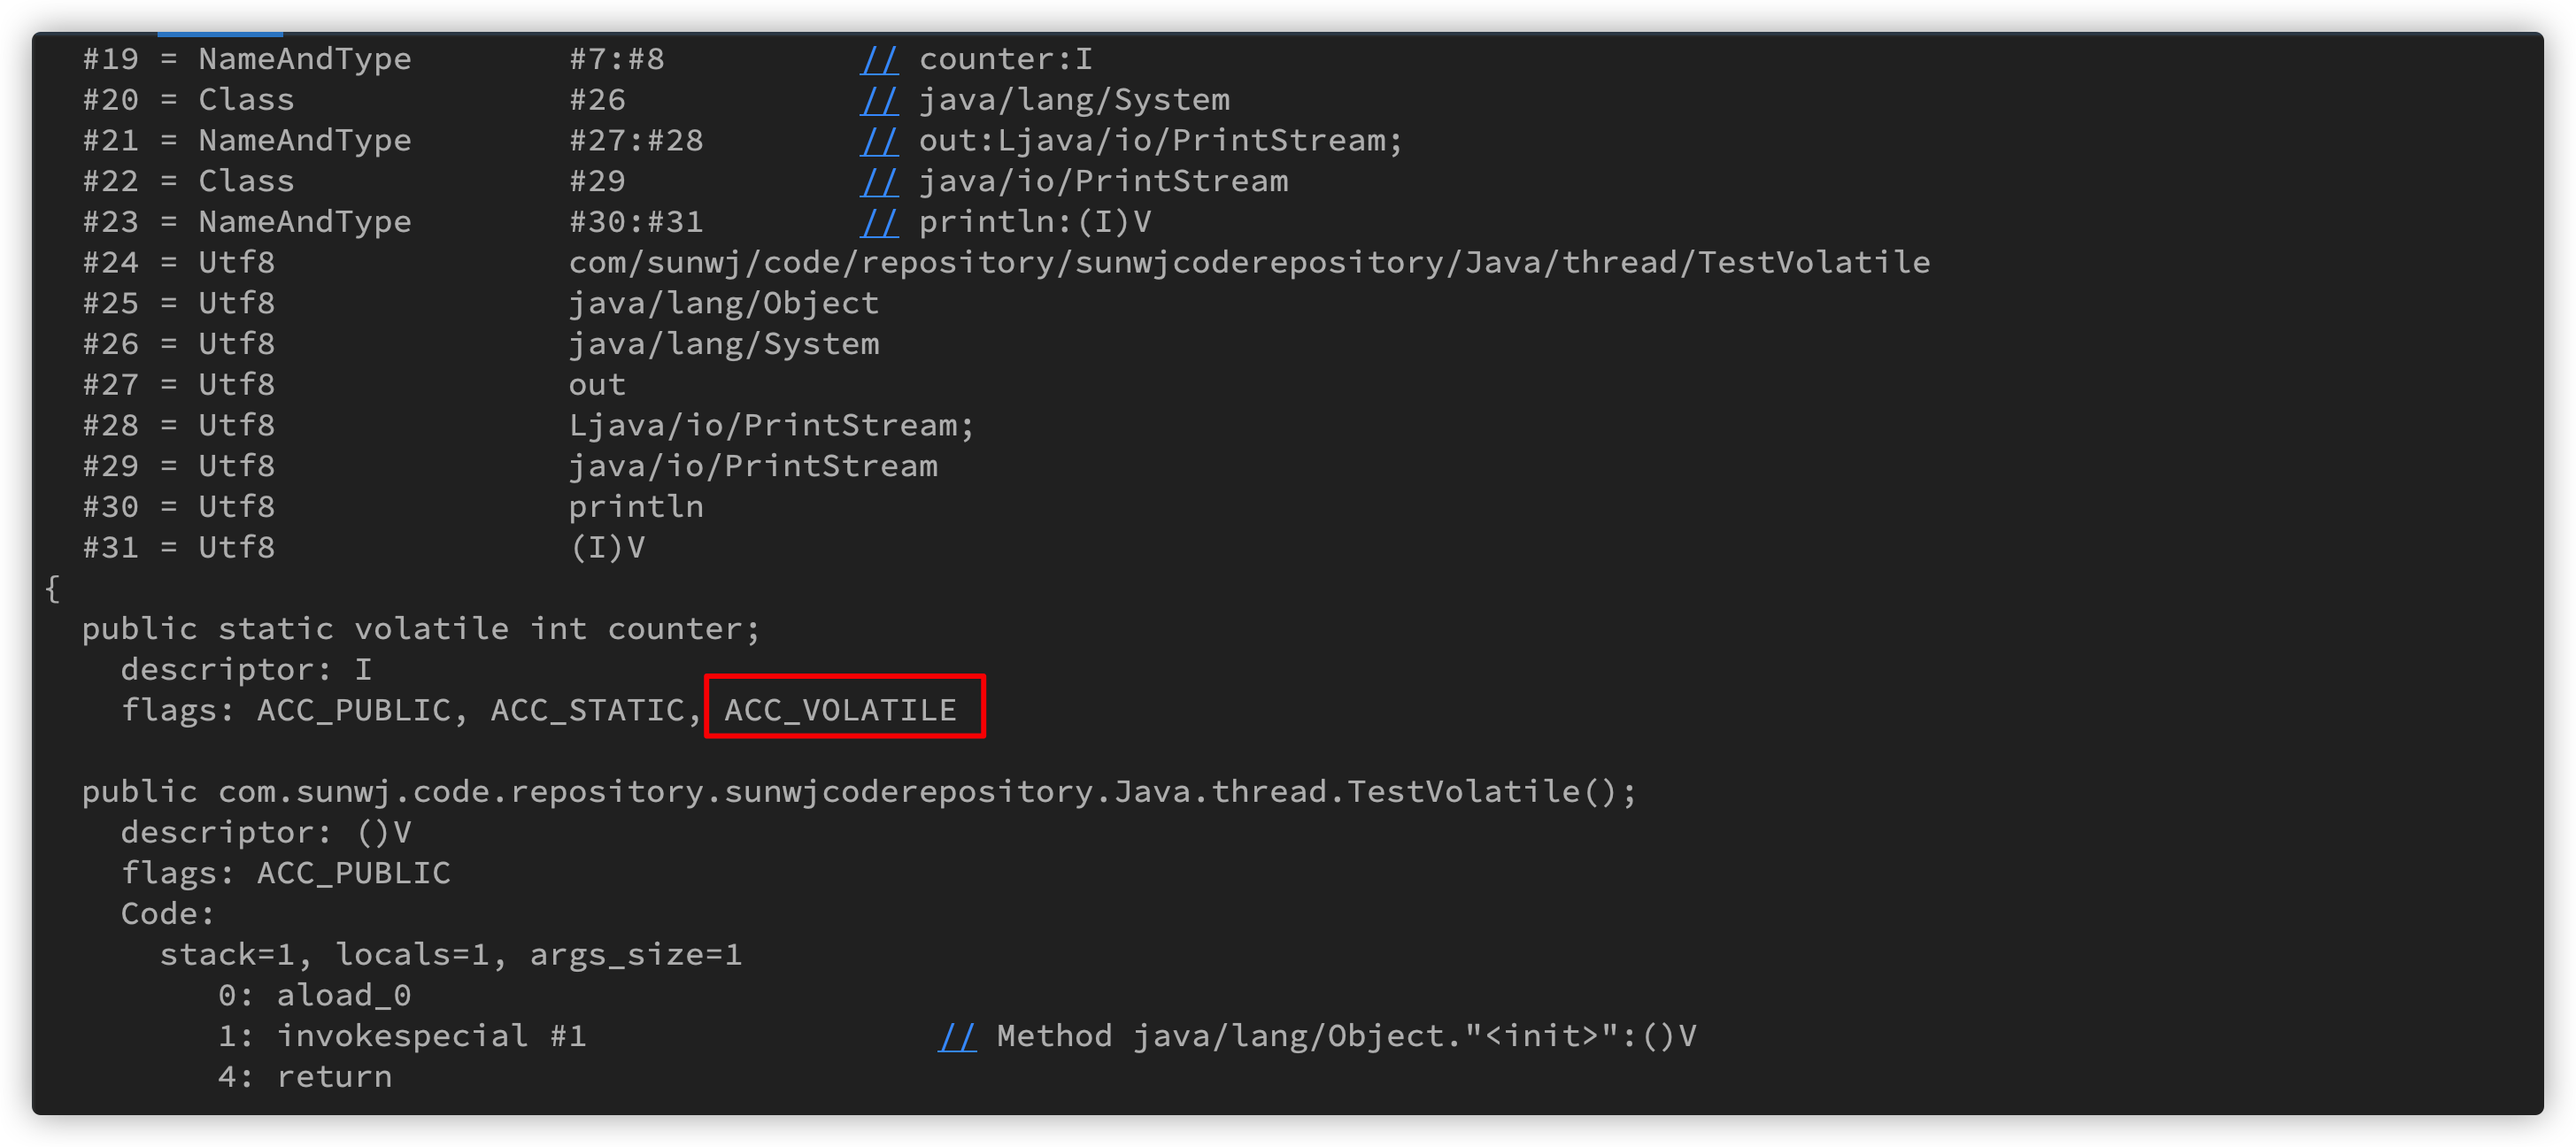 #19 = NameAndType        #7:#8          // counter:I
#20 = Class              #26            // java/lang/System
#21 = NameAndType        #27:#28        // out:Ljava/io/PrintStream;
#22 = Class              #29            // java/io/PrintStream
#23 = NameAndType        #30:#31        // println:(I)V
#24 = Utf8               com/sunwj/code/repository/sunwjcoderepository/Java/thread/TestVolatile
#25 = Utf8               java/lang/Object
#26 = Utf8               java/lang/System
#27 = Utf8               out
#28 = Utf8               Ljava/io/PrintStream;
#29 = Utf8               java/io/PrintStream
#30 = Utf8               println
#31 = Utf8               (I)V
{
  public static volatile int counter;
    descriptor: I
    flags: ACC_PUBLIC, ACC_STATIC, ACC_VOLATILE
  public com.sunwj.code.repository.sunwjcoderepository.Java.thread.TestVolatile();
    descriptor: ()V
    flags: ACC_PUBLIC
    Code:
      stack=1, locals=1, args_size=1
         0: aload_0
         1: invokespecial #1                  // Method java/lang/Object."<init>":()V
         4: return